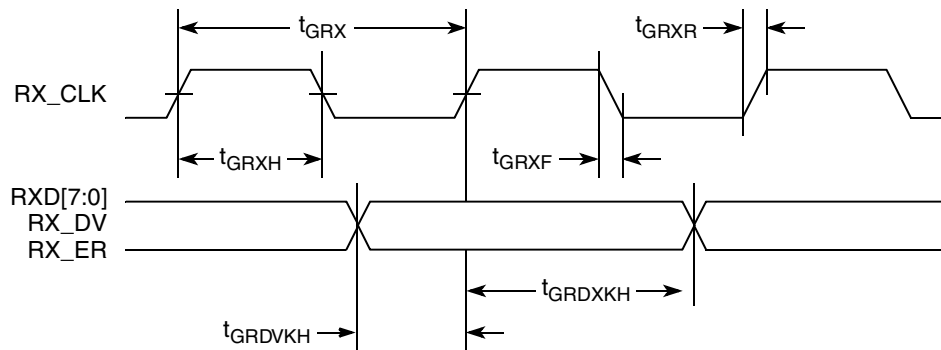 tGRX
tGRXR
RX_CLK
tGRXH
tGRXF
RXD[7:0]
RX_DV
RX_ER
tGRDXKH
tGRDVKH